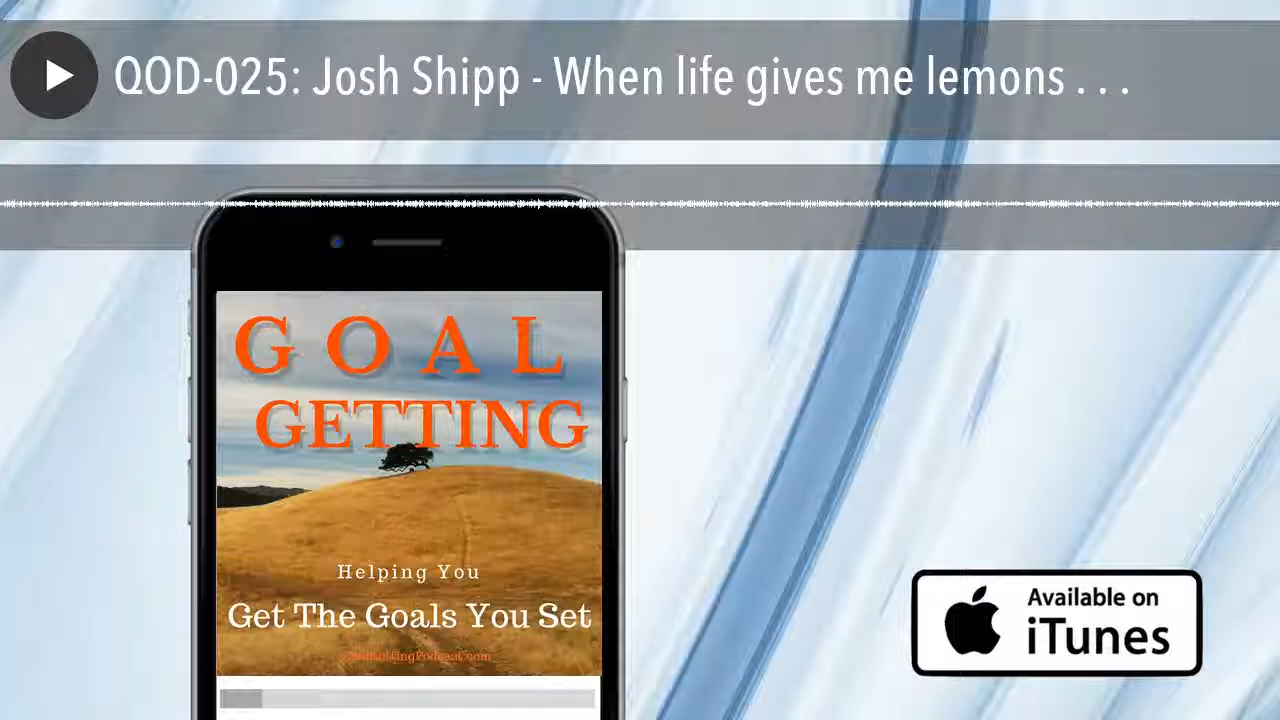 QOD-025: Josh Shipp - When life gives me lemons . . .
GOAL
GETTING
Helping You
Get The Goals You Set
Available on
iTunes